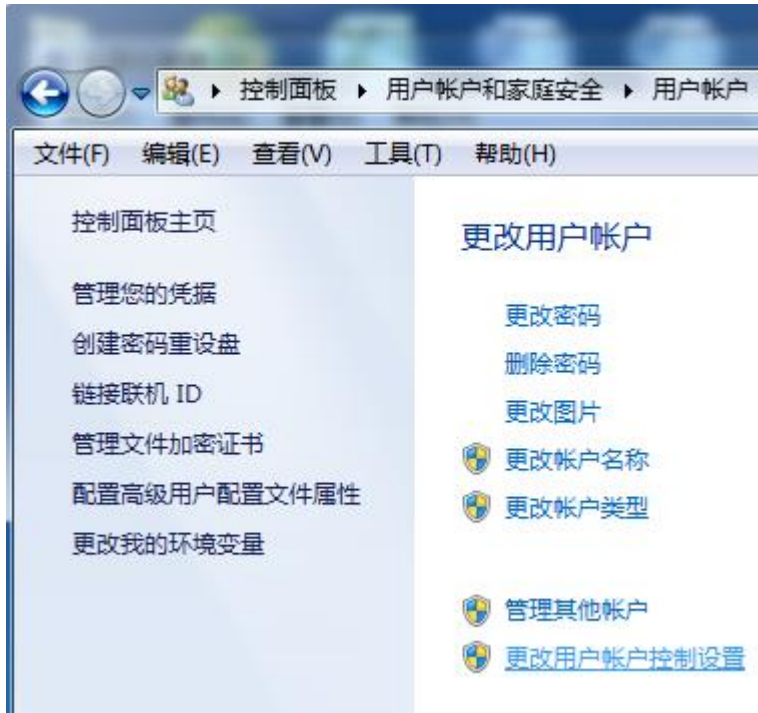 控制面板 ▸ 用户帐户和家庭安全 ▸ 用户帐户
文件(F) 编辑(E) 查看(V) 工具(T) 帮助(H)
控制面板主页
管理您的凭据
创建密码重设盘
链接联机 ID
管理文件加密证书
配置高级用户配置文件属性
更改我的环境变量
更改用户帐户
更改密码
删除密码
更改图片
更改帐户名称
更改帐户类型
管理其他帐户
更改用户帐户控制设置